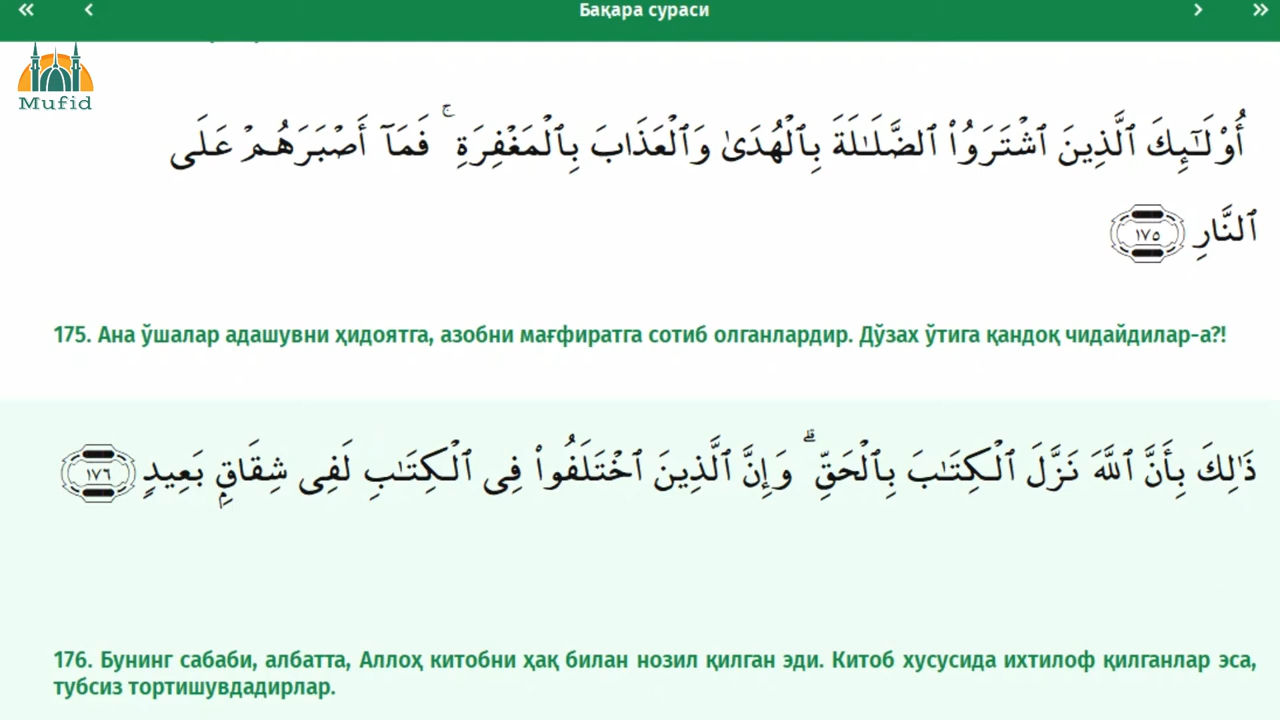 Бақара сураси
Mufid
أُو۟لَـٰٓئِكَ ٱلَّذِينَ ٱشْتَرَوُا۟ ٱلضَّلَـٰلَةَ بِٱلْهُدَىٰ وَٱلْعَذَابَ بِٱلْمَغْفِرَةِ ۚ فَمَآ أَصْبَرَهُمْ عَلَى
ٱلنَّارِ ١٧٥
175. Ана ўшалар адашувни ҳидоятга, азобни мағфиратга сотиб олганлардир. Дўзах ўтига қандоқ чидайдилар-а?!
ذَٰلِكَ بِأَنَّ ٱللَّهَ نَزَّلَ ٱلْكِتَـٰبَ بِٱلْحَقِّ ۗ وَإِنَّ ٱلَّذِينَ ٱخْتَلَفُوا۟ فِى ٱلْكِتَـٰبِ لَفِى شِقَاقٍۭ بَعِيدٍ ١٧٦
176. Бунинг сабаби, албатта, Аллоҳ китобни ҳақ билан нозил қилган эди. Китоб хусусида ихтилоф қилганлар эса,
тубсиз тортишувдадирлар.